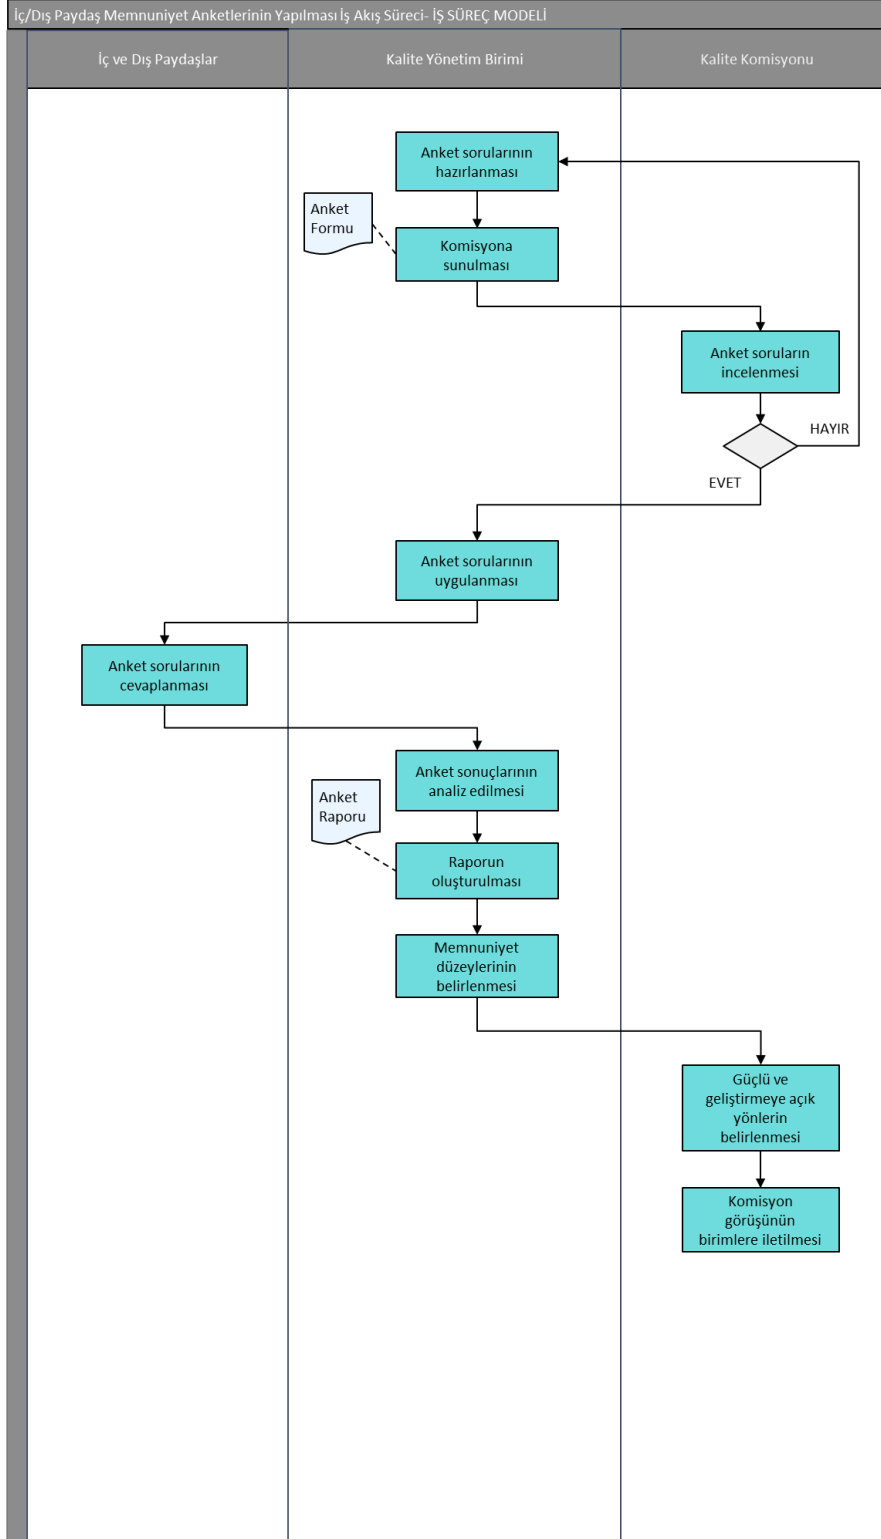 İç/Dış Paydaş Memnuniyet Anketlerinin Yapılması İş Akış Süreci- İŞ SÜREÇ MODELİ
İç ve Dış Paydaşlar
Kalite Yönetim Birimi
Kalite Komisyonu
Anket sorularının
hazırlanması
Anket
Formu
Komisyona
sunulması
Anket soruların
incelenmesi
HAYIR
EVET
Anket sorularının
uygulanması
Anket sorularının
cevaplanması
Anket sonuçlarının
analiz edilmesi
Anket
Raporu
Raporun
oluşturulması
Memnuniyet
düzeylerinin
belirlenmesi
Güçlü ve
geliştirmeye açık
yönlerin
belirlenmesi
Komisyon
görüşünün
birimlere iletilmesi